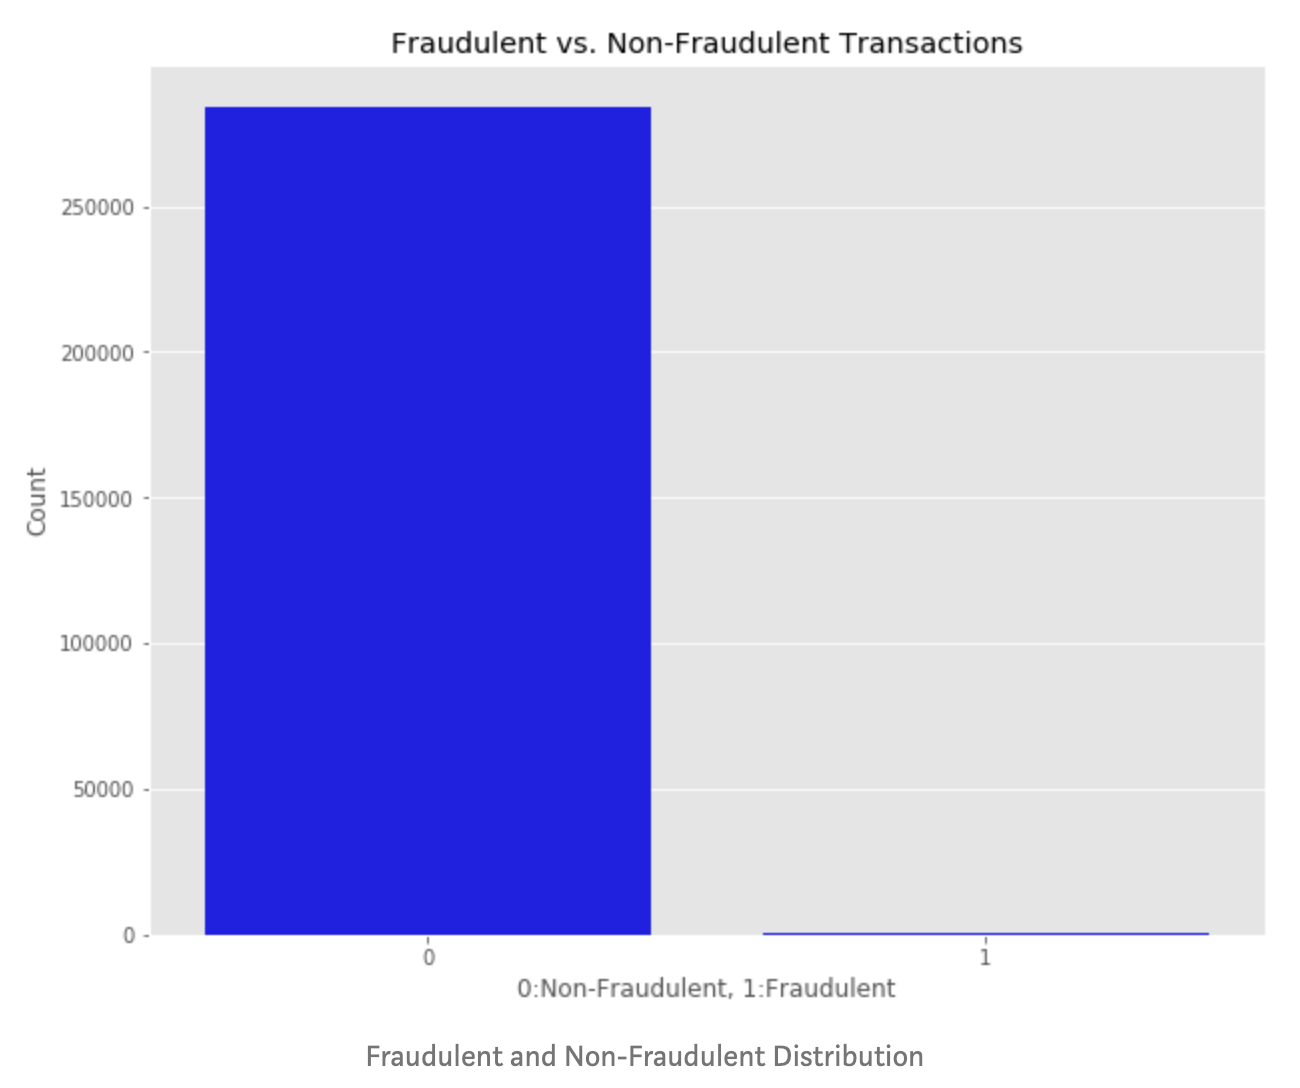 Fraudulent vs. Non-Fraudulent Transactions
250000
200000
150000
100000
50000
0
Count
0 1
0:Non-Fraudulent, 1:Fraudulent
Fraudulent and Non-Fraudulent Distribution